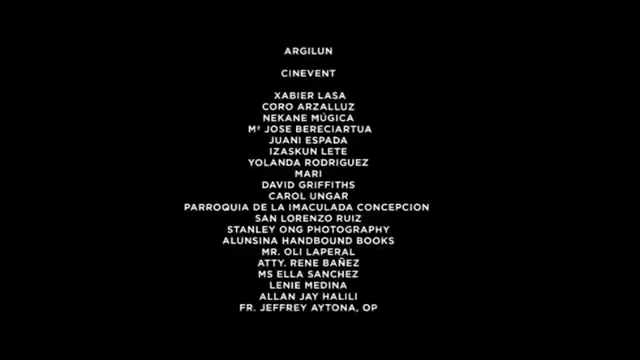 ARGILUN
CINEVENT
XABIER LASA
CORO ARZALLUZ
NEKANE MÚGICA
Mª JOSE BERECIARTUA
JUANI ESPADA
IZASKUN LETE
YOLANDA RODRIGUEZ
MARI
DAVID GRIFFITHS
CAROL UNGAR
PARROQUIA DE LA IMACULADA CONCEPCION
SAN LORENZO RUIZ
STANLEY ONG PHOTOGRAPHY
ALUNSINA HANDBOUND BOOKS
MR. OLI LAPERAL
ATTY. RENE BAÑEZ
MS ELLA SANCHEZ
LENIE MEDINA
ALLAN JAY HALILI
FR. JEFFREY AYTONA, OP